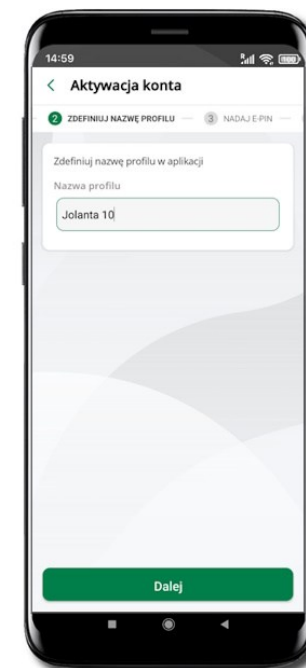 14:59
Aktywacja konta
2 ZDEFINIUJ NAZWĘ PROFILU 3 NADAJ E-PIN
Zdefiniuj nazwę profilu w aplikacji
Nazwa profilu
Jolanta 10
Dalej